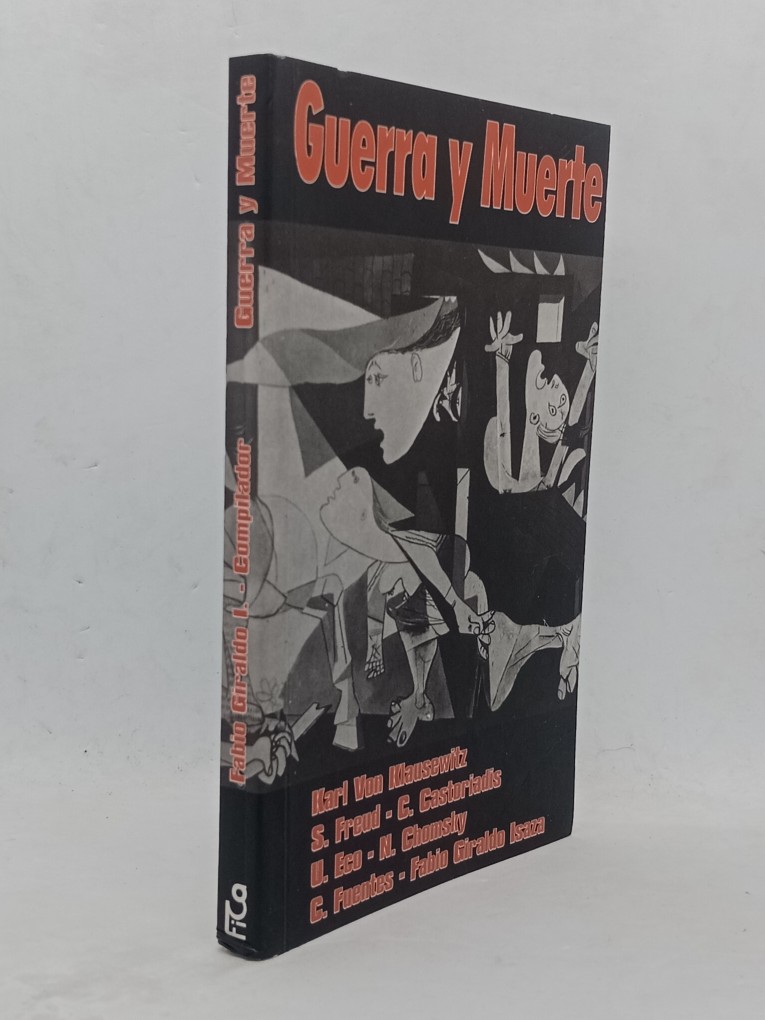 Guerra y Muerte
Karl Von Klausewitz
S. Freud - C. Castoriadis
U. Eco - N. Chomsky
C. Fuentes - Fabio Giraldo Isaza
Fabio Giraldo I. - Compilador Guerra y Muerte
FiCa